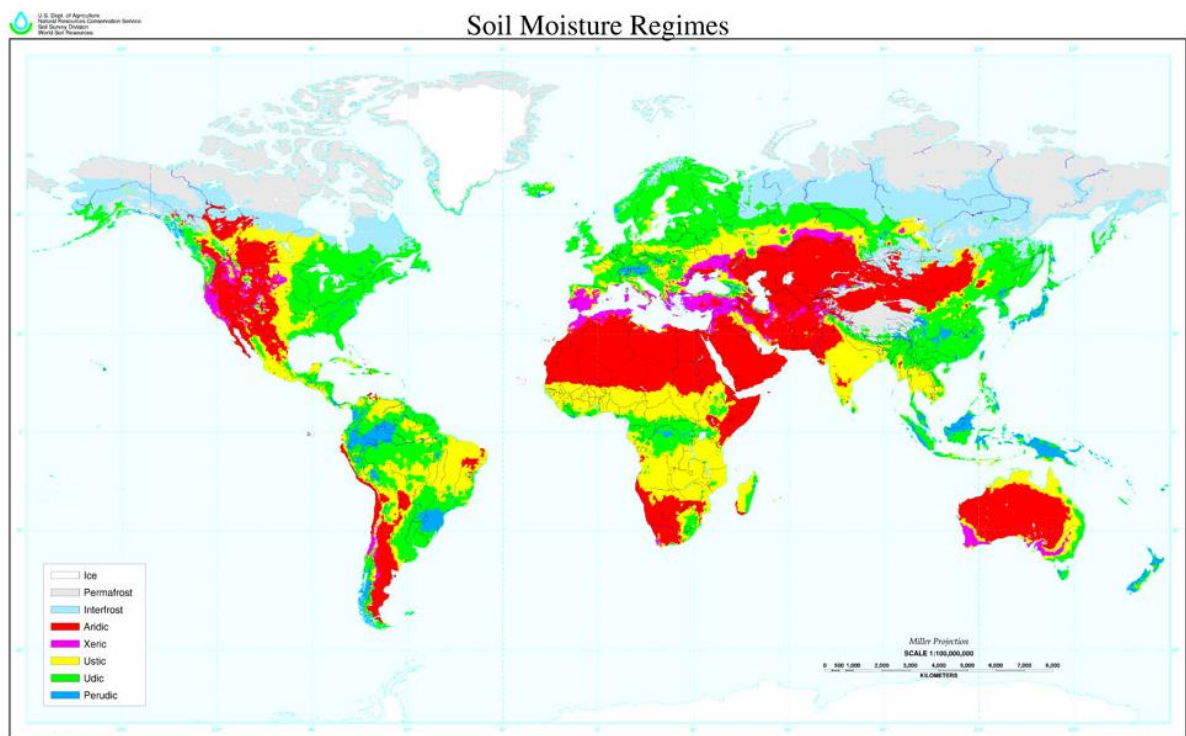 U.S. Dept. of Agriculture
Natural Resources Conservation Service
Soil Survey Division
World Soil Resources
Soil Moisture Regimes
Ice
Permafrost
Interfrost
Aridic
Xeric
Ustic
Udic
Perudic
Miller Projection
SCALE 1:100,000,000
0 500 1,000 2,000 3,000 4,000 5,000 6,000 7,000 8,000
KILOMETERS